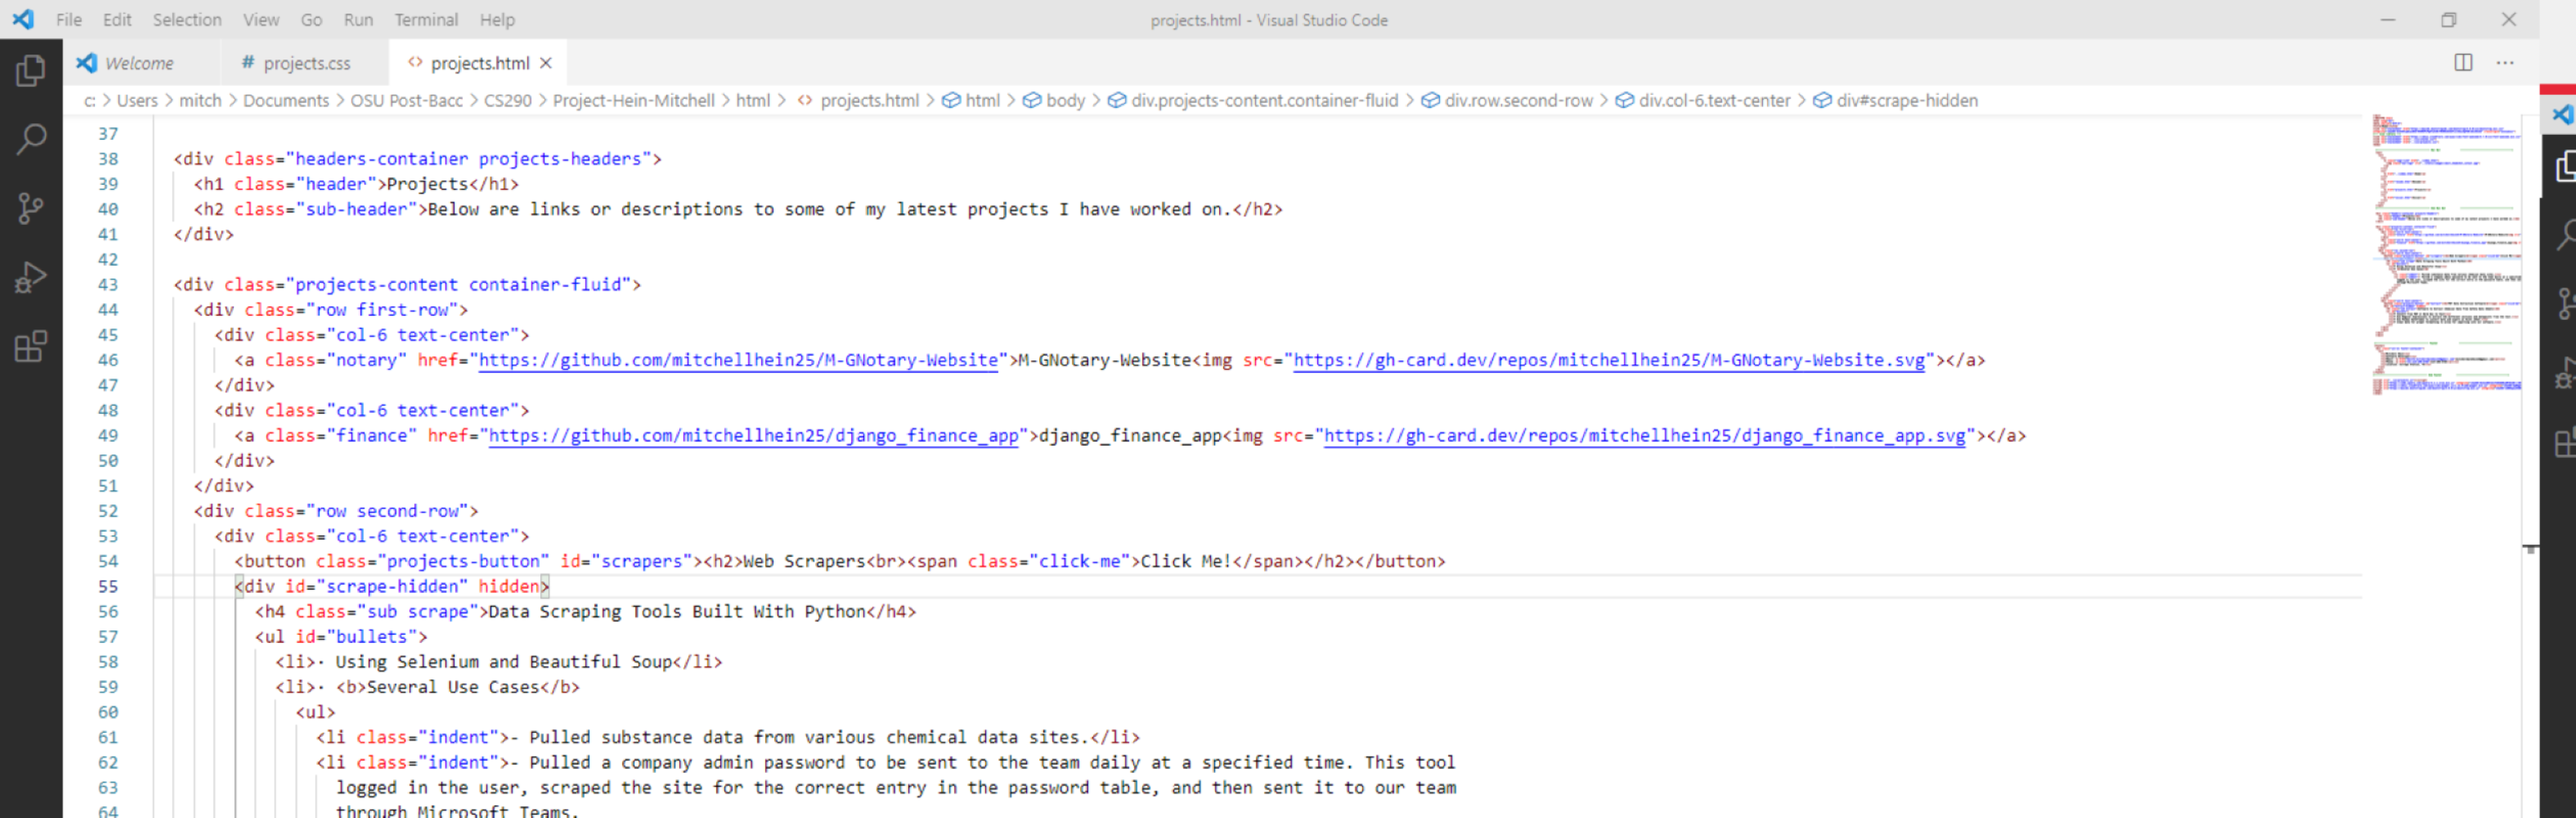 File Edit Selection View Go Run Terminal Help projects.html - Visual Studio Code
Welcome # projects.css <> projects.html
c: > Users > mitch > Documents > OSU Post-Bacc > CS290 > Project-Hein-Mitchell > html > <> projects.html > html > body > div.projects-content.container-fluid > div.row.second-row > div.col-6.text-center > div#scrape-hidden
37
38 <div class="headers-container projects-headers">
39 <h1 class="header">Projects</h1>
40 <h2 class="sub-header">Below are links or descriptions to some of my latest projects I have worked on.</h2>
41 </div>
42
43 <div class="projects-content container-fluid">
44 <div class="row first-row">
45 <div class="col-6 text-center">
46 <a class="notary" href="https://github.com/mitchellhein25/M-GNotary-Website">M-GNotary-Website<img src="https://gh-card.dev/repos/mitchellhein25/M-GNotary-Website.svg"></a>
47 </div>
48 <div class="col-6 text-center">
49 <a class="finance" href="https://github.com/mitchellhein25/django_finance_app">django_finance_app<img src="https://gh-card.dev/repos/mitchellhein25/django_finance_app.svg"></a>
50 </div>
51 </div>
52 <div class="row second-row">
53 <div class="col-6 text-center">
54 <button class="projects-button" id="scrapers"><h2>Web Scrapers<br><span class="click-me">Click Me!</span></h2></button>
55 <div id="scrape-hidden" hidden>
56 <h4 class="sub scrape">Data Scraping Tools Built With Python</h4>
57 <ul id="bullets">
58 <li>· Using Selenium and Beautiful Soup</li>
59 <li>· <b>Several Use Cases</b>
60 <ul>
61 <li class="indent">- Pulled substance data from various chemical data sites.</li>
62 <li class="indent">- Pulled a company admin password to be sent to the team daily at a specified time. This tool
63 logged in the user, scraped the site for the correct entry in the password table, and then sent it to our team
64 through Microsoft Teams.